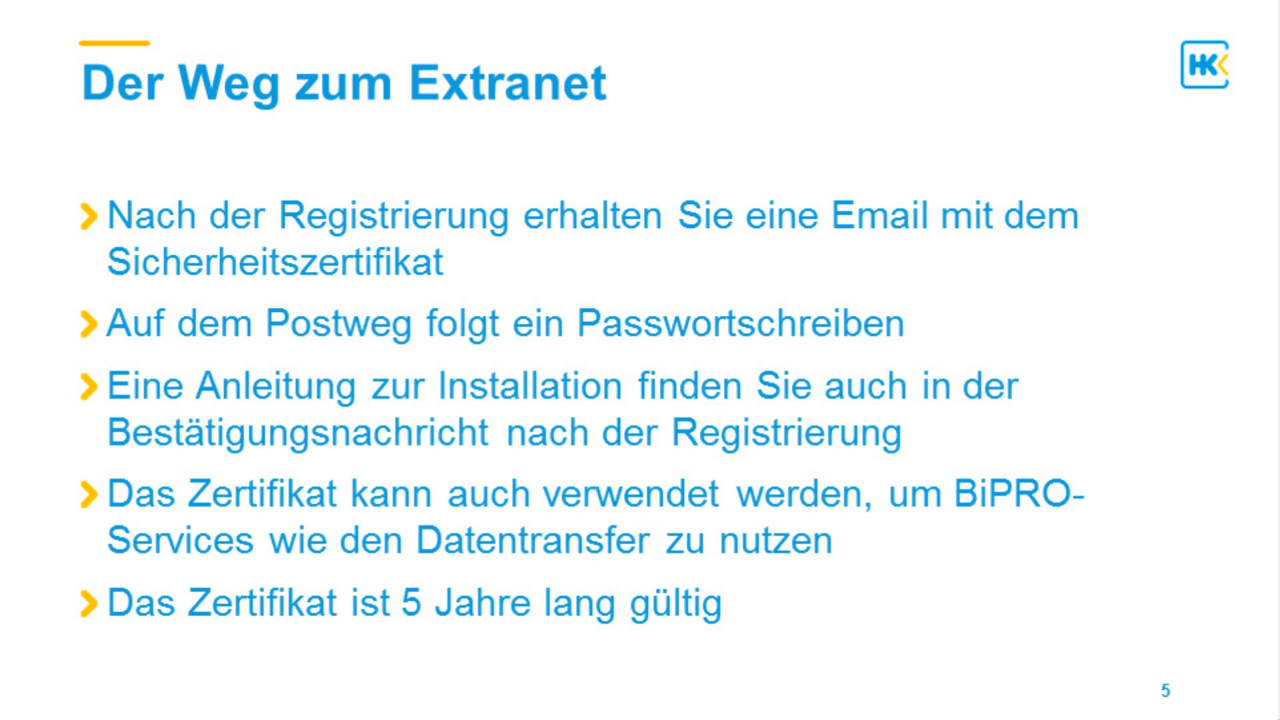 Der Weg zum Extranet
HK
Nach der Registrierung erhalten Sie eine Email mit dem
Sicherheitszertifikat
Auf dem Postweg folgt ein Passwortschreiben
Eine Anleitung zur Installation finden Sie auch in der
Bestätigungsnachricht nach der Registrierung
Das Zertifikat kann auch verwendet werden, um BiPRO-
Services wie den Datentransfer zu nutzen
Das Zertifikat ist 5 Jahre lang gültig
5